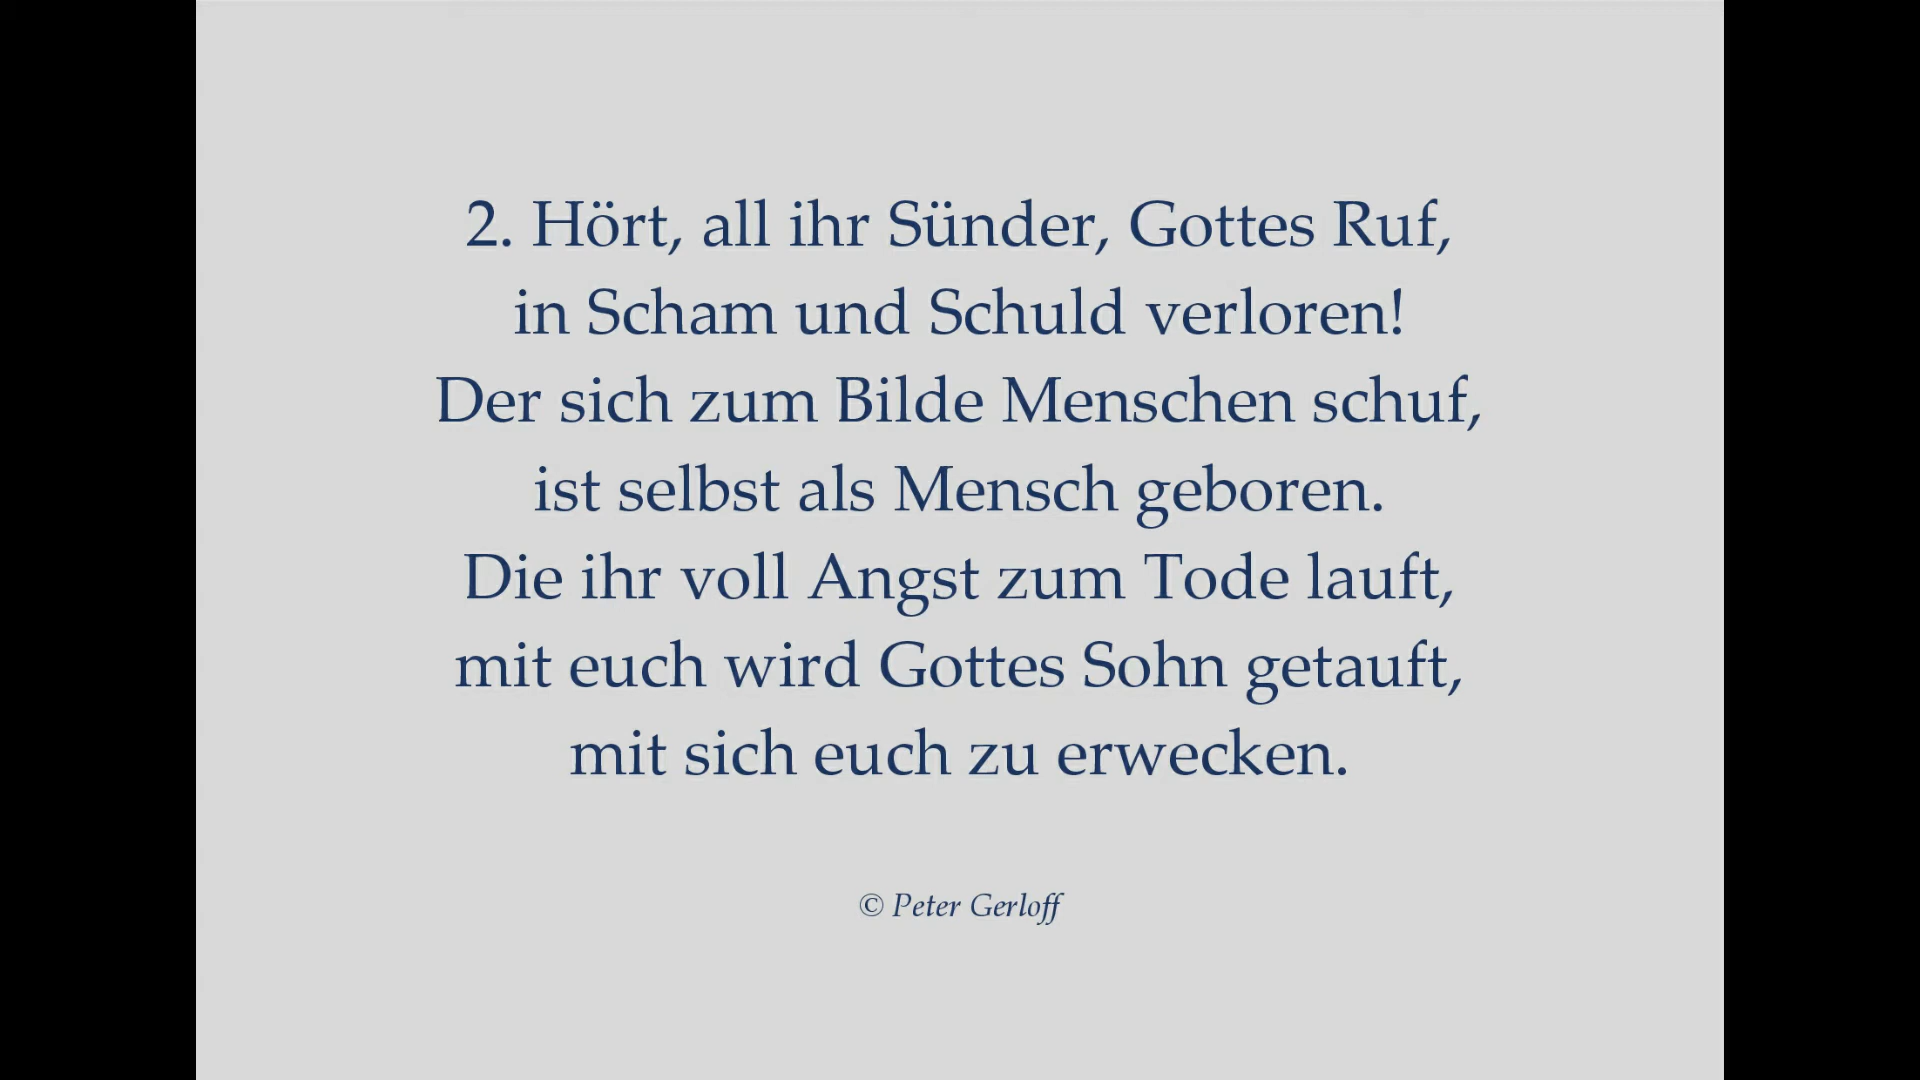 2. Hört, all ihr Sünder, Gottes Ruf,
in Scham und Schuld verloren!
Der sich zum Bilde Menschen schuf,
ist selbst als Mensch geboren.
Die ihr voll Angst zum Tode lauft,
mit euch wird Gottes Sohn getauft,
mit sich euch zu erwecken.
© Peter Gerloff